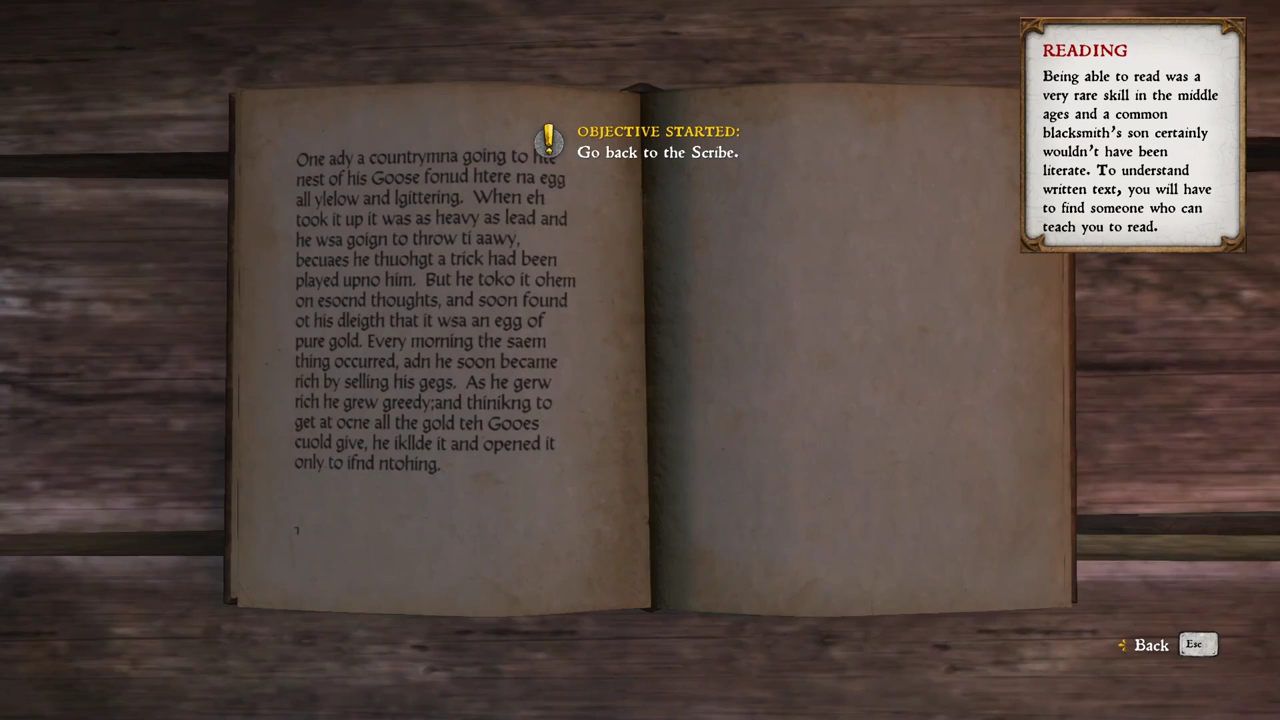 One ady a countrymna going to hte
nest of his Goose fonud htere na egg
all ylelow and lgittering. When eh
took it up it was as heavy as lead and
he wsa goign to throw ti aawy,
becuaes he thuohgt a trick had been
played upno him. But he toko it ohem
on esocnd thoughts, and soon found
ot his dleigth that it wsa an egg of
pure gold. Every morning the saem
thing occurred, adn he soon became
rich by selling his gegs. As he gerw
rich he grew greedy;and thinikng to
get at ocne all the gold teh Gooes
cuold give, he ikllde it and opened it
only to ifnd ntohing.
OBJECTIVE STARTED:
Go back to the Scribe.
READING
Being able to read was a
very rare skill in the middle
ages and a common
blacksmith's son certainly
wouldn't have been
literate. To understand
written text, you will have
to find someone who can
teach you to read.
Back Esc